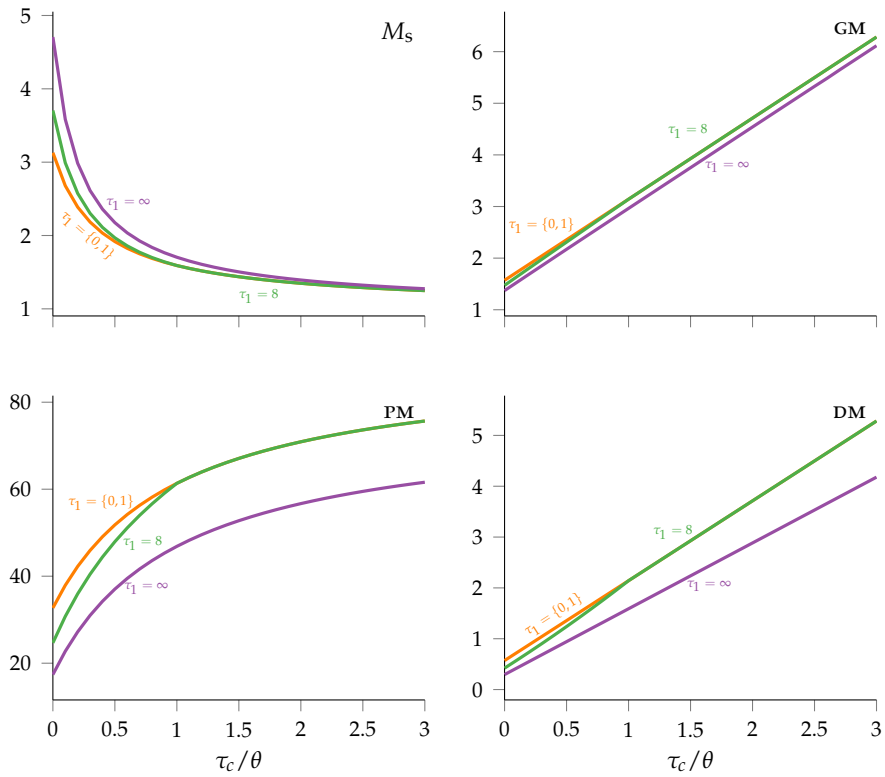 M_s
5
4
3
2
1
τ_1 = ∞
τ_1 = {0, 1}
τ_1 = 8
GM
6
5
4
3
2
1
τ_1 = 8
τ_1 = ∞
τ_1 = {0, 1}
PM
80
60
40
20
τ_1 = {0, 1}
τ_1 = 8
τ_1 = ∞
0 0.5 1 1.5 2 2.5 3
τ_c/θ
DM
5
4
3
2
1
0
τ_1 = 8
τ_1 = ∞
τ_1 = {0, 1}
0 0.5 1 1.5 2 2.5 3
τ_c/θ